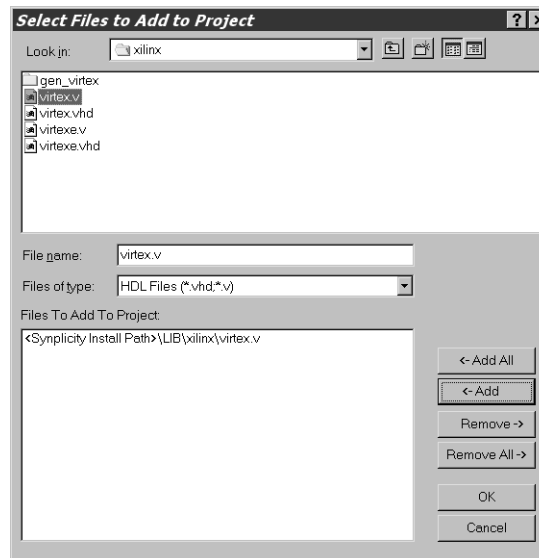 Select Files to Add to Project
Look in: xilinx
gen_virtex
virtex.v
virtex.vhd
virtexe.v
virtexe.vhd
File name: virtex.v
Files of type: HDL Files (*.vhd;*.v)
Files To Add To Project:
<Synplicity Install Path>\LIB\xilinx\virtex.v
<- Add All
<- Add
Remove ->
Remove All ->
OK
Cancel